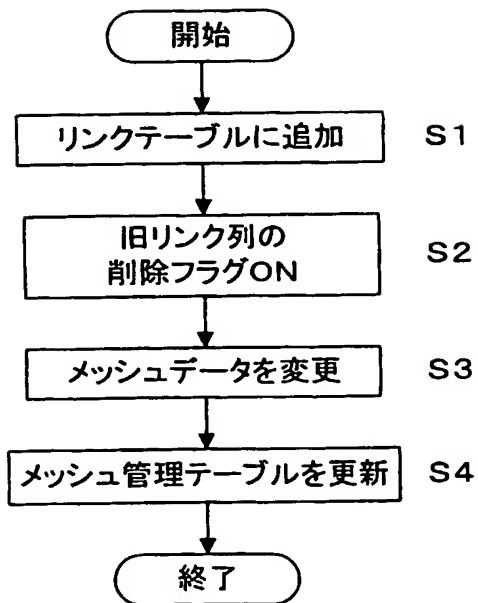 開始
リンクテーブルに追加 S1
旧リンク列の
削除フラグON S2
メッシュデータを変更 S3
メッシュ管理テーブルを更新 S4
終了